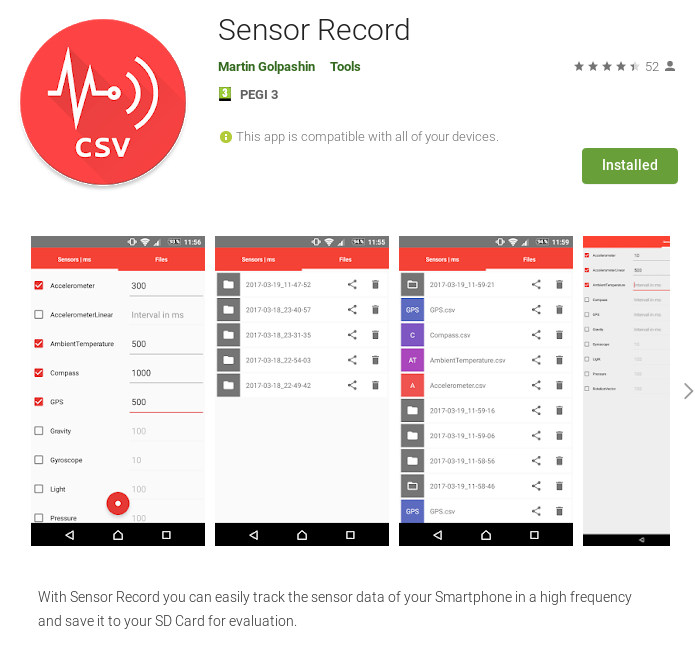 Sensor Record
Martin Golpashin Tools
52
3 PEGI 3
This app is compatible with all of your devices.
CSV
Installed
11:56
Sensors | ms Files
Accelerometer 300
AccelerometerLinear Interval in ms
AmbientTemperature 500
Compass 1000
GPS 500
Gravity 100
Gyroscope 10
Light 100
Pressure 100
94% 11:55
Sensors | ms Files
2017-03-19_11-47-52
2017-03-18_23-40-57
2017-03-18_23-31-35
2017-03-18_22-54-03
2017-03-18_22-49-42
94% 11:59
Sensors | ms Files
2017-03-19_11-59-21
GPS GPS.csv
C Compass.csv
AT AmbientTemperature.csv
A Accelerometer.csv
2017-03-19_11-59-16
2017-03-19_11-59-06
2017-03-19_11-58-56
2017-03-19_11-58-46
GPS GPS.csv
Accelerometer 10
AccelerometerLinear 500
AmbientTemperature Interval in ms
Compass Interval in ms
GPS Interval in ms
Gravity Interval in ms
Gyroscope 10
Light 100
Pressure 100
RotationVector 100
With Sensor Record you can easily track the sensor data of your Smartphone in a high frequency
and save it to your SD Card for evaluation.